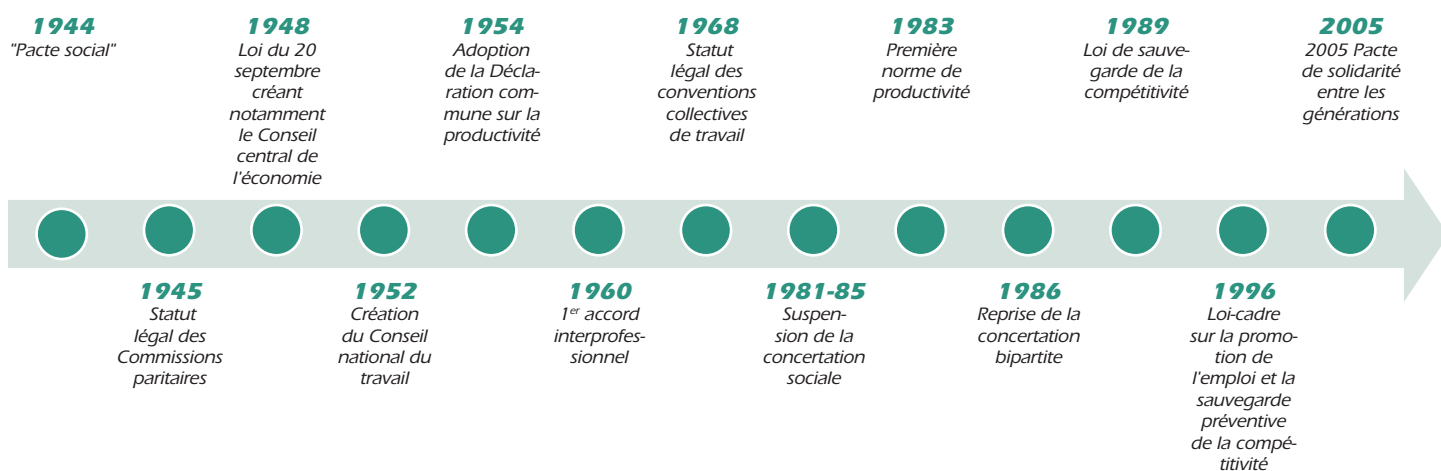 1944
"Pacte social"
1948
Loi du 20
septembre
créant
notamment
le Conseil
central de
l'économie
1954
Adoption
de la Décla-
ration com-
mune sur la
productivité
1968
Statut
légal des
conventions
collectives
de travail
1983
Première
norme de
productivité
1989
Loi de sauve-
garde de la
compétitivité
2005
2005 Pacte
de solidarité
entre les
générations
1945
Statut
légal des
Commissions
paritaires
1952
Création
du Conseil
national du
travail
1960
1er accord
interprofes-
sionnel
1981-85
Suspen-
sion de la
concertation
sociale
1986
Reprise de la
concertation
bipartite
1996
Loi-cadre
sur la promo-
tion de
l'emploi et la
sauvegarde
préventive
de la compé-
titivité